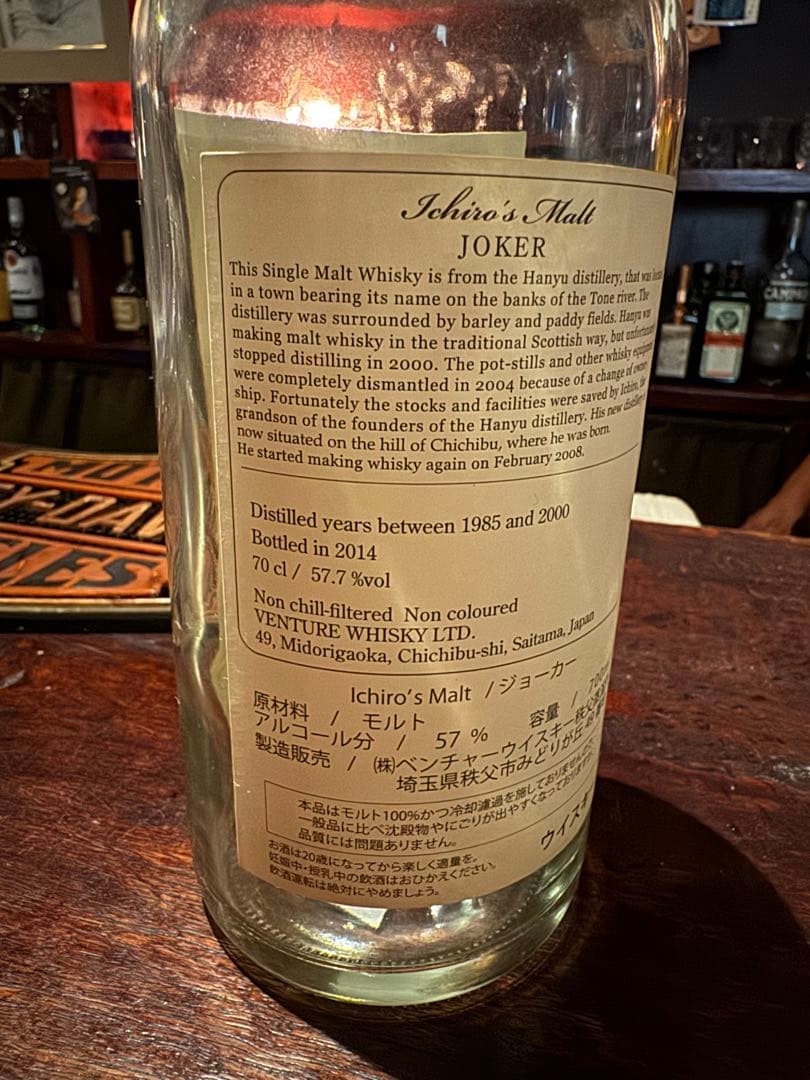 Ichiro's Malt
JOKER
This Single Malt Whisky is from the Hanyu distillery, that was
in a town bearing its name on the banks of the Tone river. The
distillery was surrounded by barley and paddy fields. Hanyu was
making malt whisky in the traditional Scottish way, but
stopped distilling in 2000. The pot-stills and other whisky
were completely dismantled in 2004 because of a change of
ship. Fortunately the stocks and facilities were saved by Ichiro,
grandson of the founders of the Hanyu distillery. His new
now situated on the hill of Chichibu, where he was born.
He started making whisky again on February 2008.
Distilled years between 1985 and 2000
Bottled in 2014
70 cl / 57.7 %vol
Non chill-filtered Non coloured
VENTURE WHISKY LTD.
49, Midorigaoka, Chichibu-shi, Saitama, Japan
Ichiro's Malt / ジョーカー
原材料 / モルト 容量 /
アルコール分 / 57 %
製造販売 / (株)ベンチャーウイスキー秩父蒸
埼玉県秩父市みどりが丘49
本品はモルト100%かつ冷却濾過を施しておりませんので
一般品に比べ沈殿物やにごりが出やすくなっております
品質には問題ありません。
ウイスキ
お酒は20歳になってから楽しく適量を。
妊娠中・授乳中の飲酒はおひかえください。
飲酒運転は絶対にやめましょう。